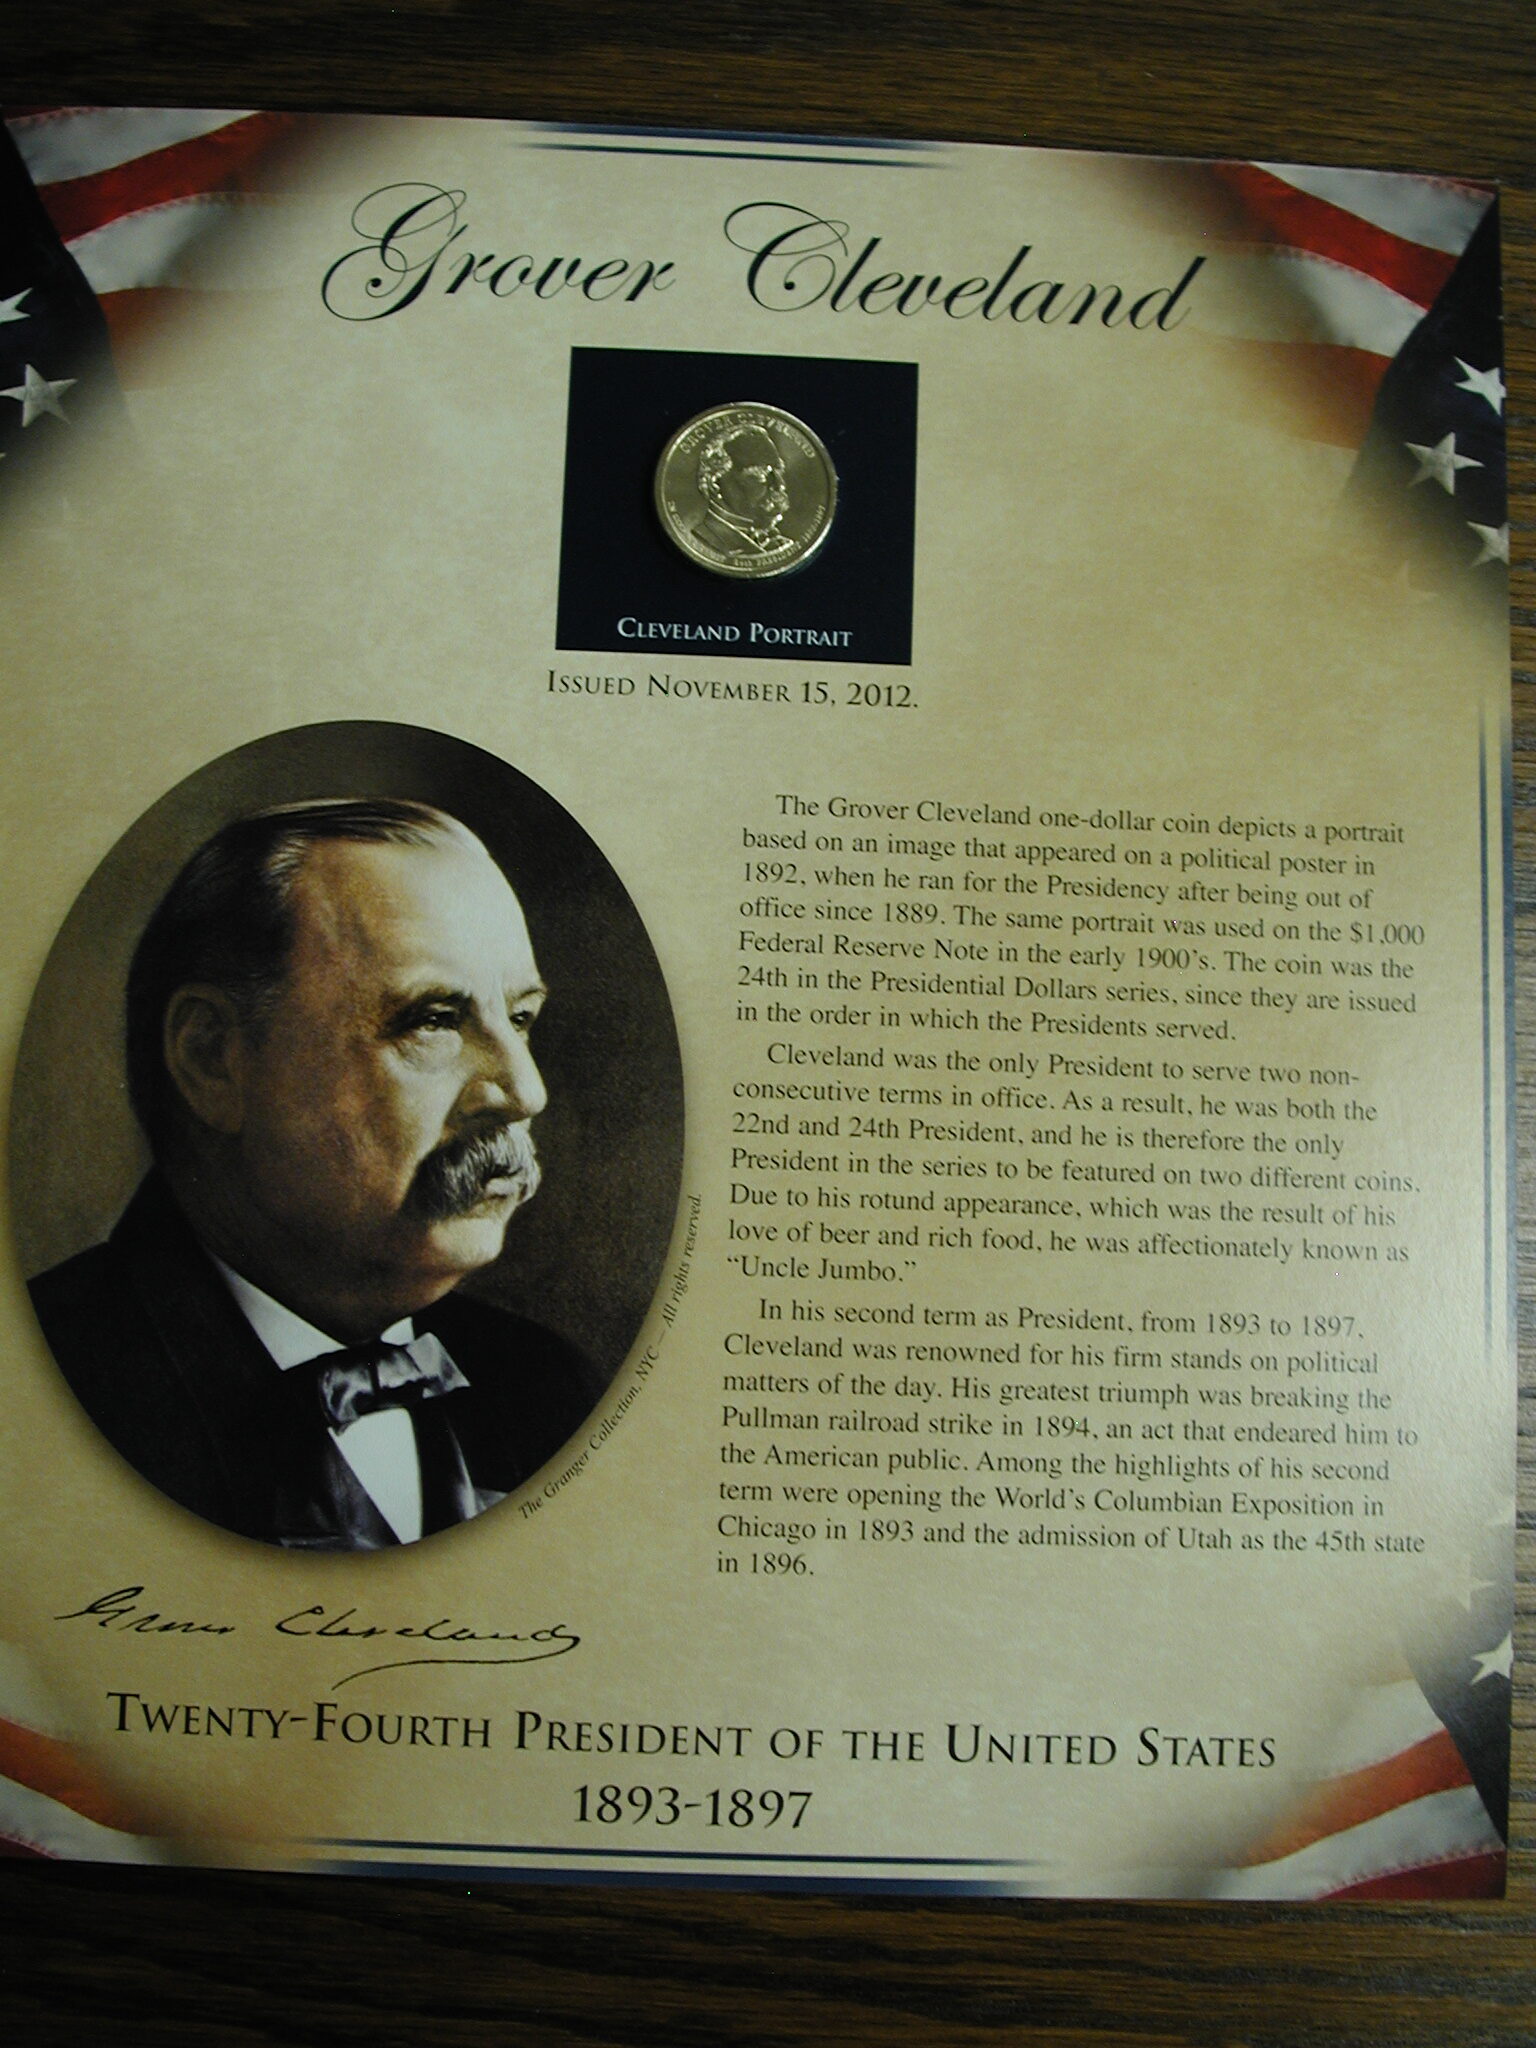 Grover Cleveland
GROVER CLEVELAND
24th PRESIDENT 1893-1897
CLEVELAND PORTRAIT
ISSUED NOVEMBER 15, 2012.
The Grover Cleveland one-dollar coin depicts a portrait
based on an image that appeared on a political poster in
1892, when he ran for the Presidency after being out of
office since 1889. The same portrait was used on the $1,000
Federal Reserve Note in the early 1900's. The coin was the
24th in the Presidential Dollars series, since they are issued
in the order in which the Presidents served.
Cleveland was the only President to serve two non-
consecutive terms in office. As a result, he was both the
22nd and 24th President, and he is therefore the only
President in the series to be featured on two different coins.
Due to his rotund appearance, which was the result of his
love of beer and rich food, he was affectionately known as
“Uncle Jumbo.”
In his second term as President, from 1893 to 1897,
Cleveland was renowned for his firm stands on political
matters of the day. His greatest triumph was breaking the
Pullman railroad strike in 1894, an act that endeared him to
the American public. Among the highlights of his second
term were opening the World's Columbian Exposition in
Chicago in 1893 and the admission of Utah as the 45th state
in 1896.
The Granger Collection, NYC — All rights reserved.
Grover Cleveland
TWENTY-FOURTH PRESIDENT OF THE UNITED STATES
1893-1897